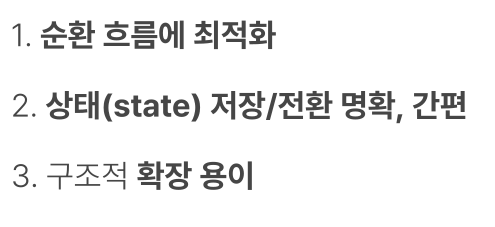 1. 순환 흐름에 최적화
2. 상태(state) 저장/전환 명확, 간편
3. 구조적 확장 용이